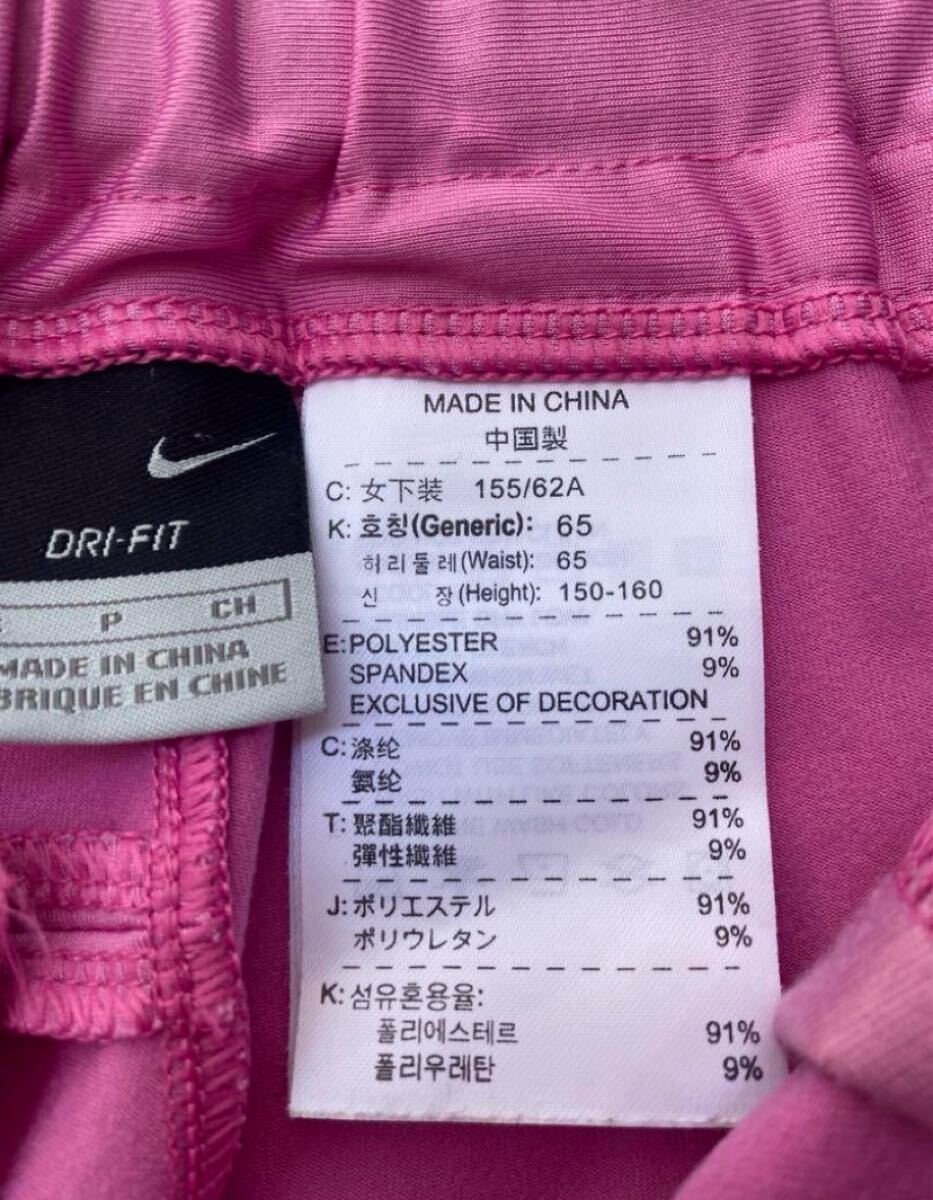 DRI-FIT
P CH
MADE IN CHINA
BRIQUE EN CHINE
MADE IN CHINA
中国製
C: 女下装 155/62A
K: 호칭(Generic): 65
허리둘레(Waist): 65
신 장(Height): 150-160
E: POLYESTER 91%
SPANDEX 9%
EXCLUSIVE OF DECORATION
C: 涤纶 91%
氨纶 9%
T: 聚酯纖維 91%
彈性纖維 9%
J: ポリエステル 91%
ポリウレタン 9%
K: 섬유혼용율:
폴리에스테르 91%
폴리우레탄 9%